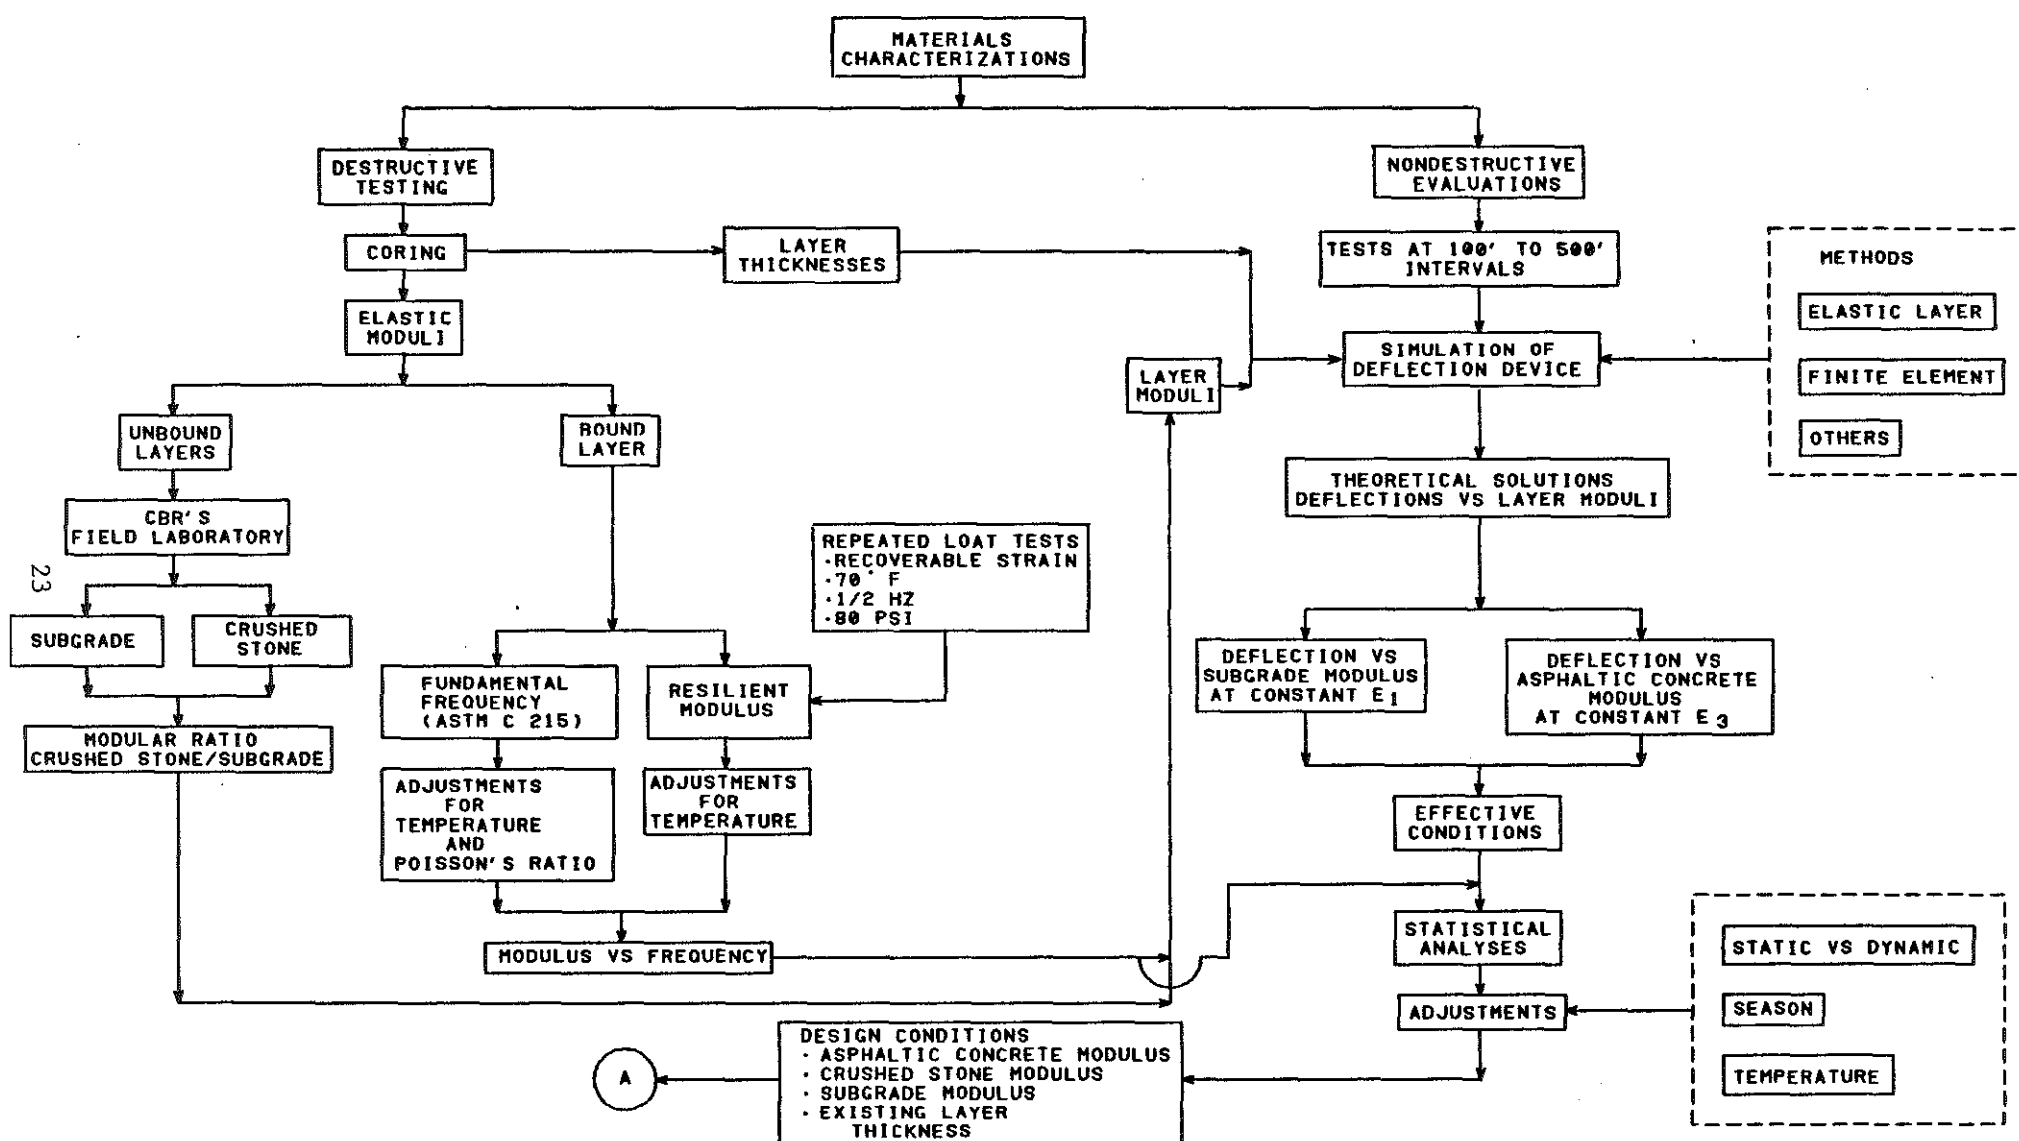 MATERIALS
CHARACTERIZATIONS
DESTRUCTIVE
TESTING
NONDESTRUCTIVE
EVALUATIONS
CORING
LAYER
THICKNESSES
TESTS AT 100' TO 500'
INTERVALS
METHODS
ELASTIC LAYER
FINITE ELEMENT
OTHERS
ELASTIC
MODULI
LAYER
MODULI
SIMULATION OF
DEFLECTION DEVICE
UNBOUND
LAYERS
BOUND
LAYER
THEORETICAL SOLUTIONS
DEFLECTIONS VS LAYER MODULI
CBR'S
FIELD LABORATORY
REPEATED LOAT TESTS
·RECOVERABLE STRAIN
·70° F
·1/2 HZ
·80 PSI
23
SUBGRADE
CRUSHED
STONE
FUNDAMENTAL
FREQUENCY
(ASTM C 215)
RESILIENT
MODULUS
DEFLECTION VS
SUBGRADE MODULUS
AT CONSTANT E1
DEFLECTION VS
ASPHALTIC CONCRETE
MODULUS
AT CONSTANT E3
MODULAR RATIO
CRUSHED STONE/SUBGRADE
ADJUSTMENTS
FOR
TEMPERATURE
AND
POISSON'S RATIO
ADJUSTMENTS
FOR
TEMPERATURE
EFFECTIVE
CONDITIONS
MODULUS VS FREQUENCY
STATISTICAL
ANALYSES
STATIC VS DYNAMIC
SEASON
TEMPERATURE
ADJUSTMENTS
DESIGN CONDITIONS
· ASPHALTIC CONCRETE MODULUS
· CRUSHED STONE MODULUS
· SUBGRADE MODULUS
· EXISTING LAYER
THICKNESS
A